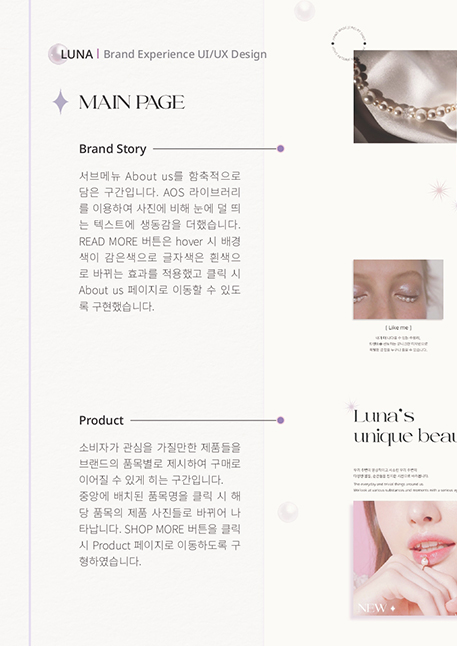 LUNA | Brand Experience UI/UX Design
MAIN PAGE
Brand Story
서브메뉴 About us를 함축적으로
담은 구간입니다. AOS 라이브러리
를 이용하여 사진에 비해 눈에 덜 띄
는 텍스트에 생동감을 더했습니다.
READ MORE 버튼은 hover 시 배경
색이 감은색으로 글자색은 흰색으
로 바뀌는 효과를 적용했고 클릭 시
About us 페이지로 이동할 수 있도
록 구현했습니다.
[ Like me ]
Product
소비자가 관심을 가질만한 제품들을
브랜드의 품목별로 제시하여 구매로
이어질 수 있게 히는 구간입니다.
중앙에 배치된 품목명을 클릭 시 해
당 품목의 제품 사진들로 바뀌어 나
타납니다. SHOP MORE 버튼을 클릭
시 Product 페이지로 이동하도록 구
형하였습니다.
Luna's
unique beau
NEW